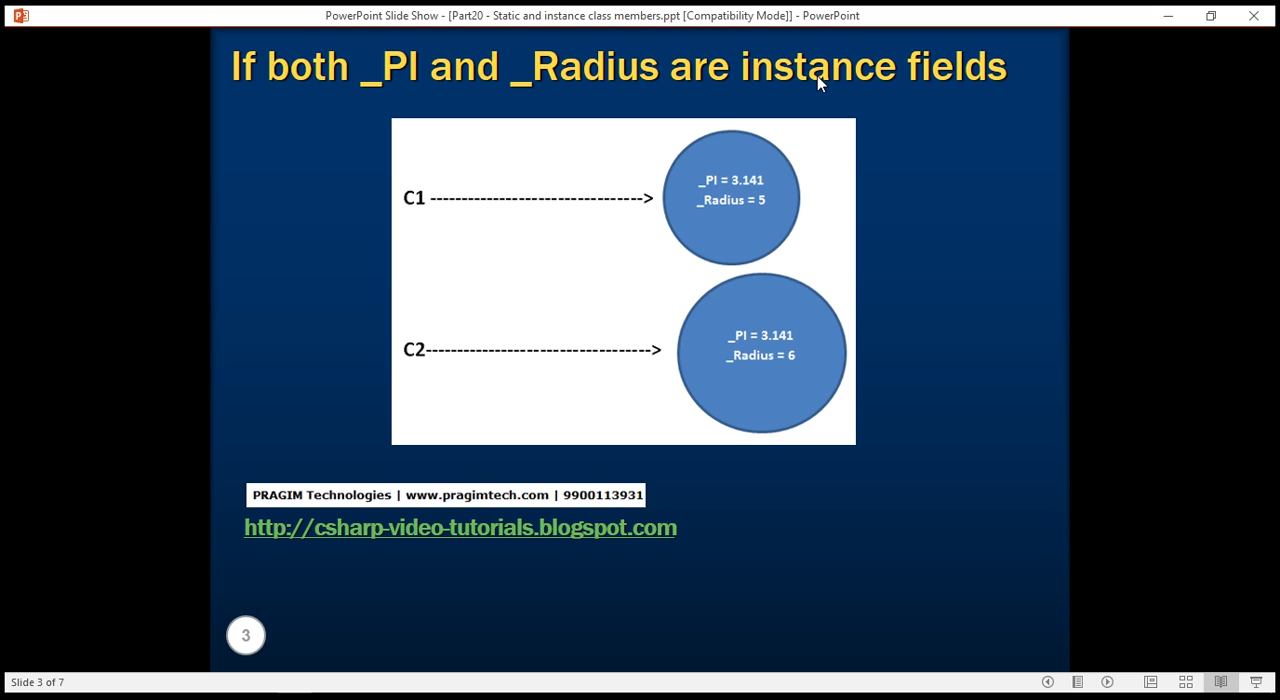 PowerPoint Slide Show - [Part20 - Static and instance class members.ppt [Compatibility Mode]] - PowerPoint
If both _PI and _Radius are instance fields
_PI = 3.141
C1 ---------------------------------->
_Radius = 5
_PI = 3.141
C2------------------------------------>
_Radius = 6
PRAGIM Technologies | www.pragimtech.com | 9900113931
http://csharp-video-tutorials.blogspot.com
3
Slide 3 of 7